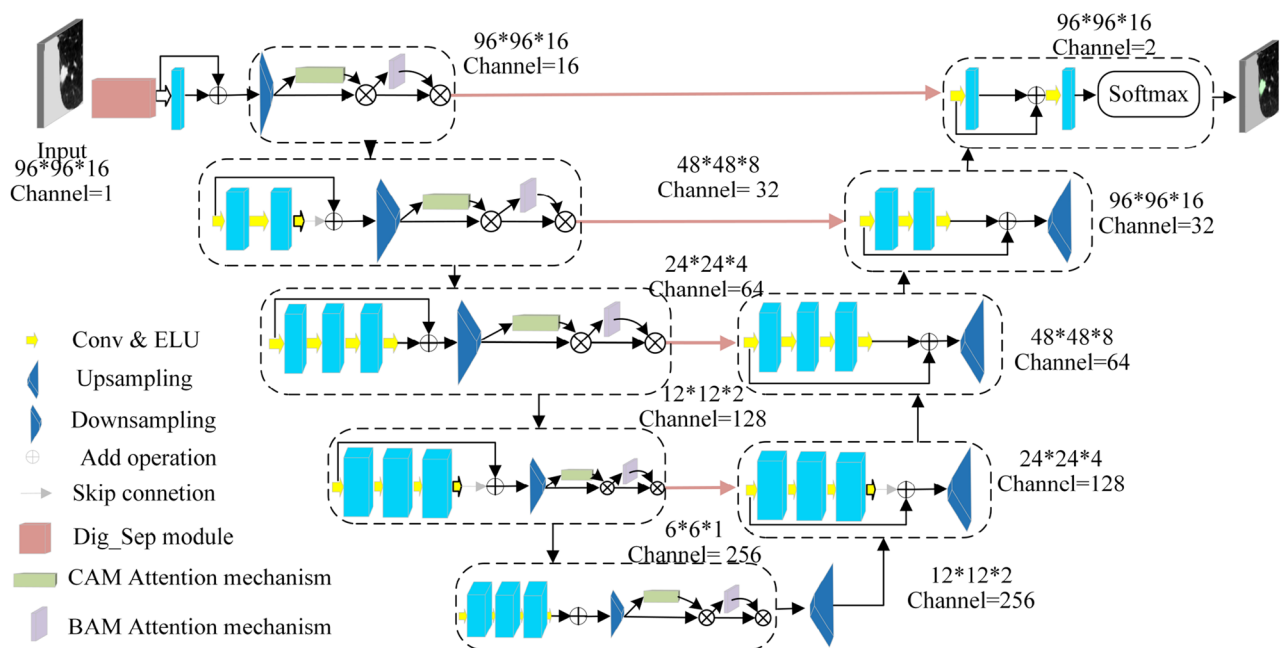 96*96*16
Channel=16
96*96*16
Channel=2
Softmax
Input
96*96*16
Channel=1
48*48*8
Channel= 32
96*96*16
Channel=32
24*24*4
Channel=64
48*48*8
Channel=64
12*12*2
Channel=128
24*24*4
Channel=128
6*6*1
Channel= 256
12*12*2
Channel=256
Conv & ELU
Upsampling
Downsampling
Add operation
Skip connetion
Dig_Sep module
CAM Attention mechanism
BAM Attention mechanism